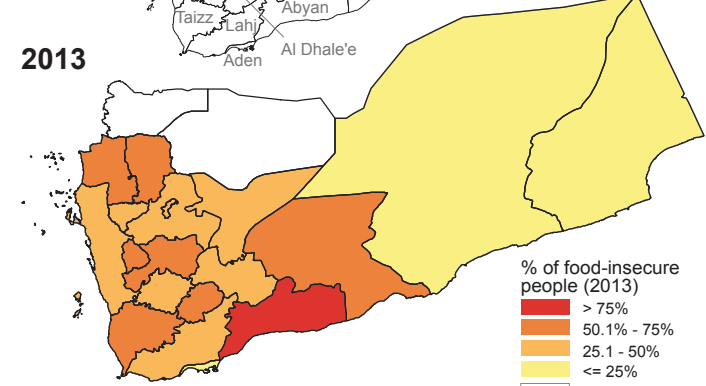 Taizz
Abyan
Lahj
Al Dhale'e
Aden
2013
% of food-insecure
people (2013)
> 75%
50.1% - 75%
25.1 - 50%
<= 25%